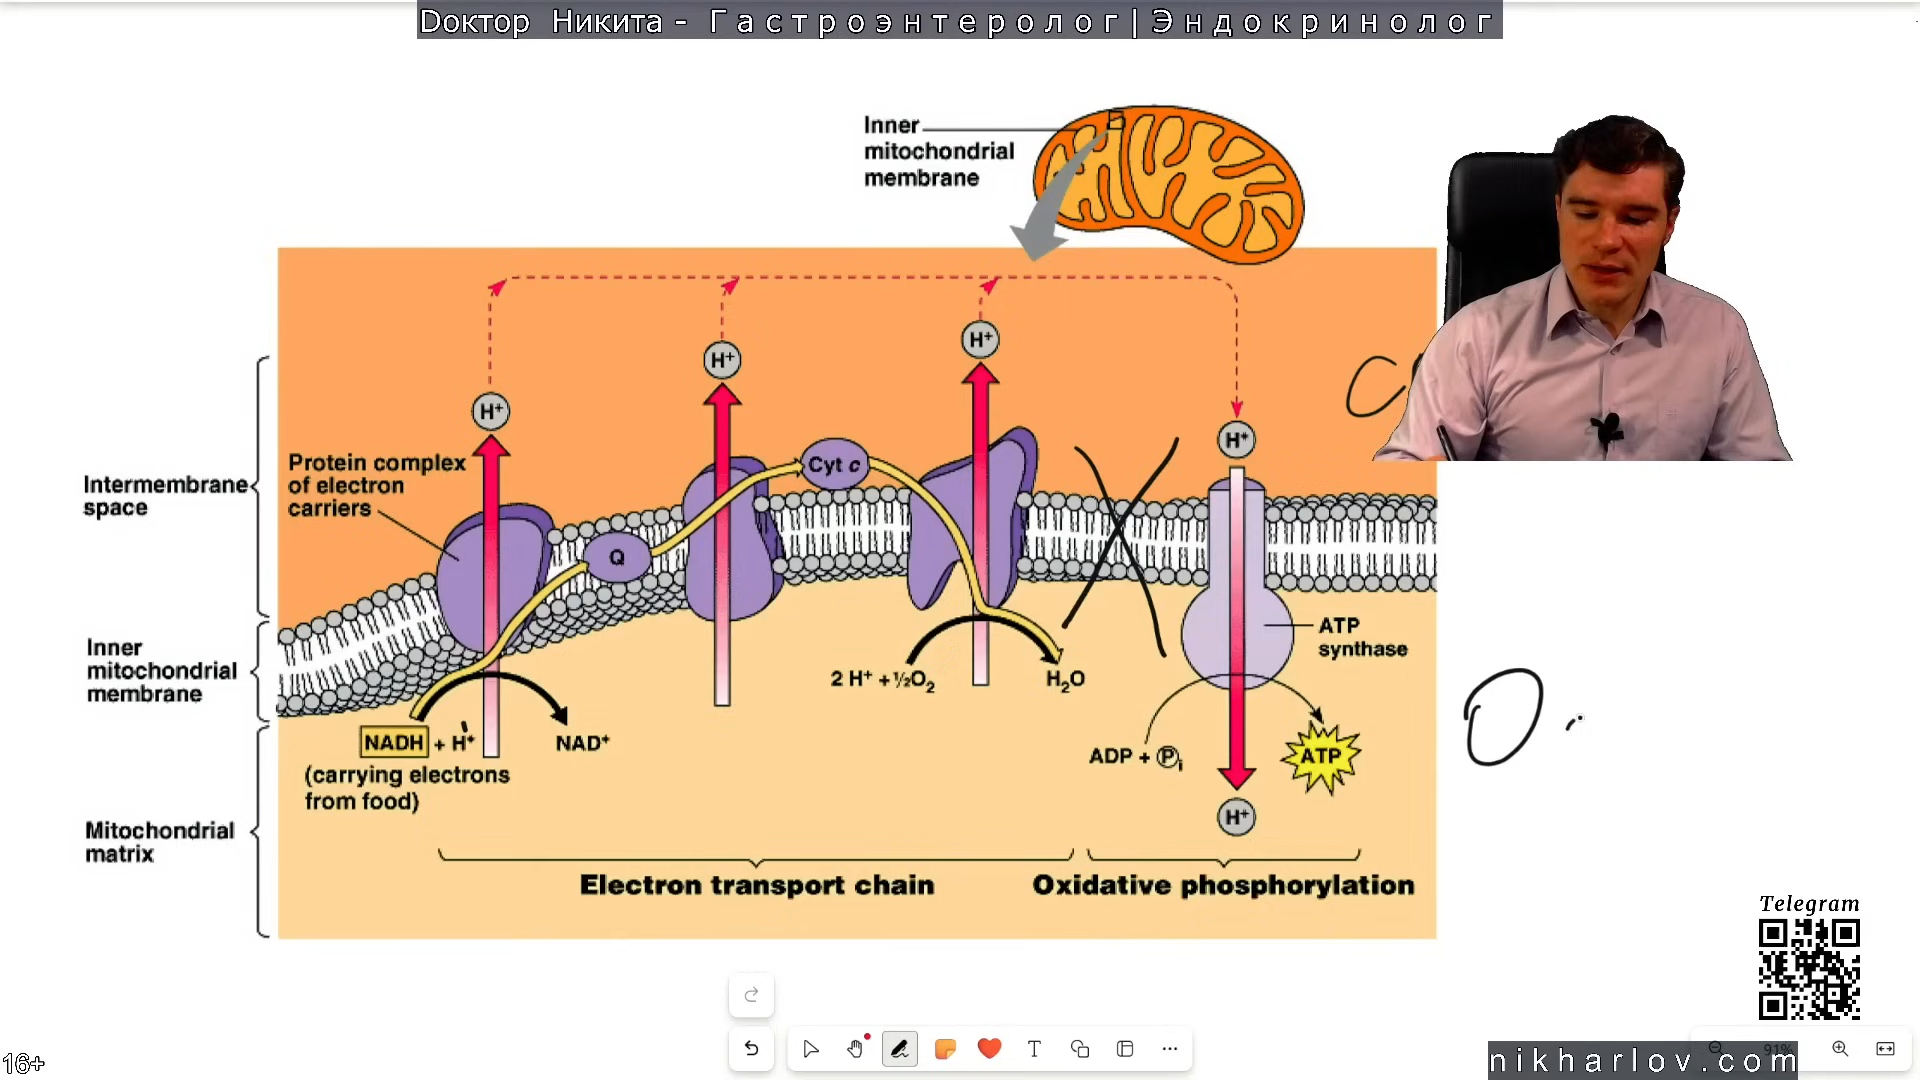 Dоктор Никита - Гастроэнтеролог|Эндокринолог
Inner
mitochondrial
membrane
H⁺
H⁺
H⁺
H⁺
Protein complex
of electron
carriers
Cyt c
Q
Intermembrane
space
Inner
mitochondrial
membrane
ATP
synthase
2 H⁺ + ½O₂
H₂O
NADH + H⁺
NAD⁺
(carrying electrons
from food)
ADP + Pᵢ
ATP
H⁺
Mitochondrial
matrix
Electron transport chain
Oxidative phosphorylation
Telegram
T
91%
nikharlov.com
16+